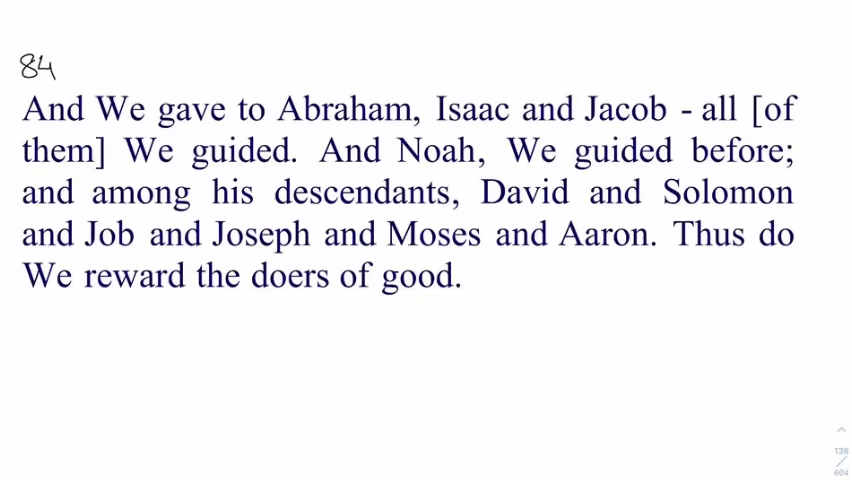 84
And We gave to Abraham, Isaac and Jacob - all [of
them] We guided. And Noah, We guided before;
and among his descendants, David and Solomon
and Job and Joseph and Moses and Aaron. Thus do
We reward the doers of good.
138
/
604